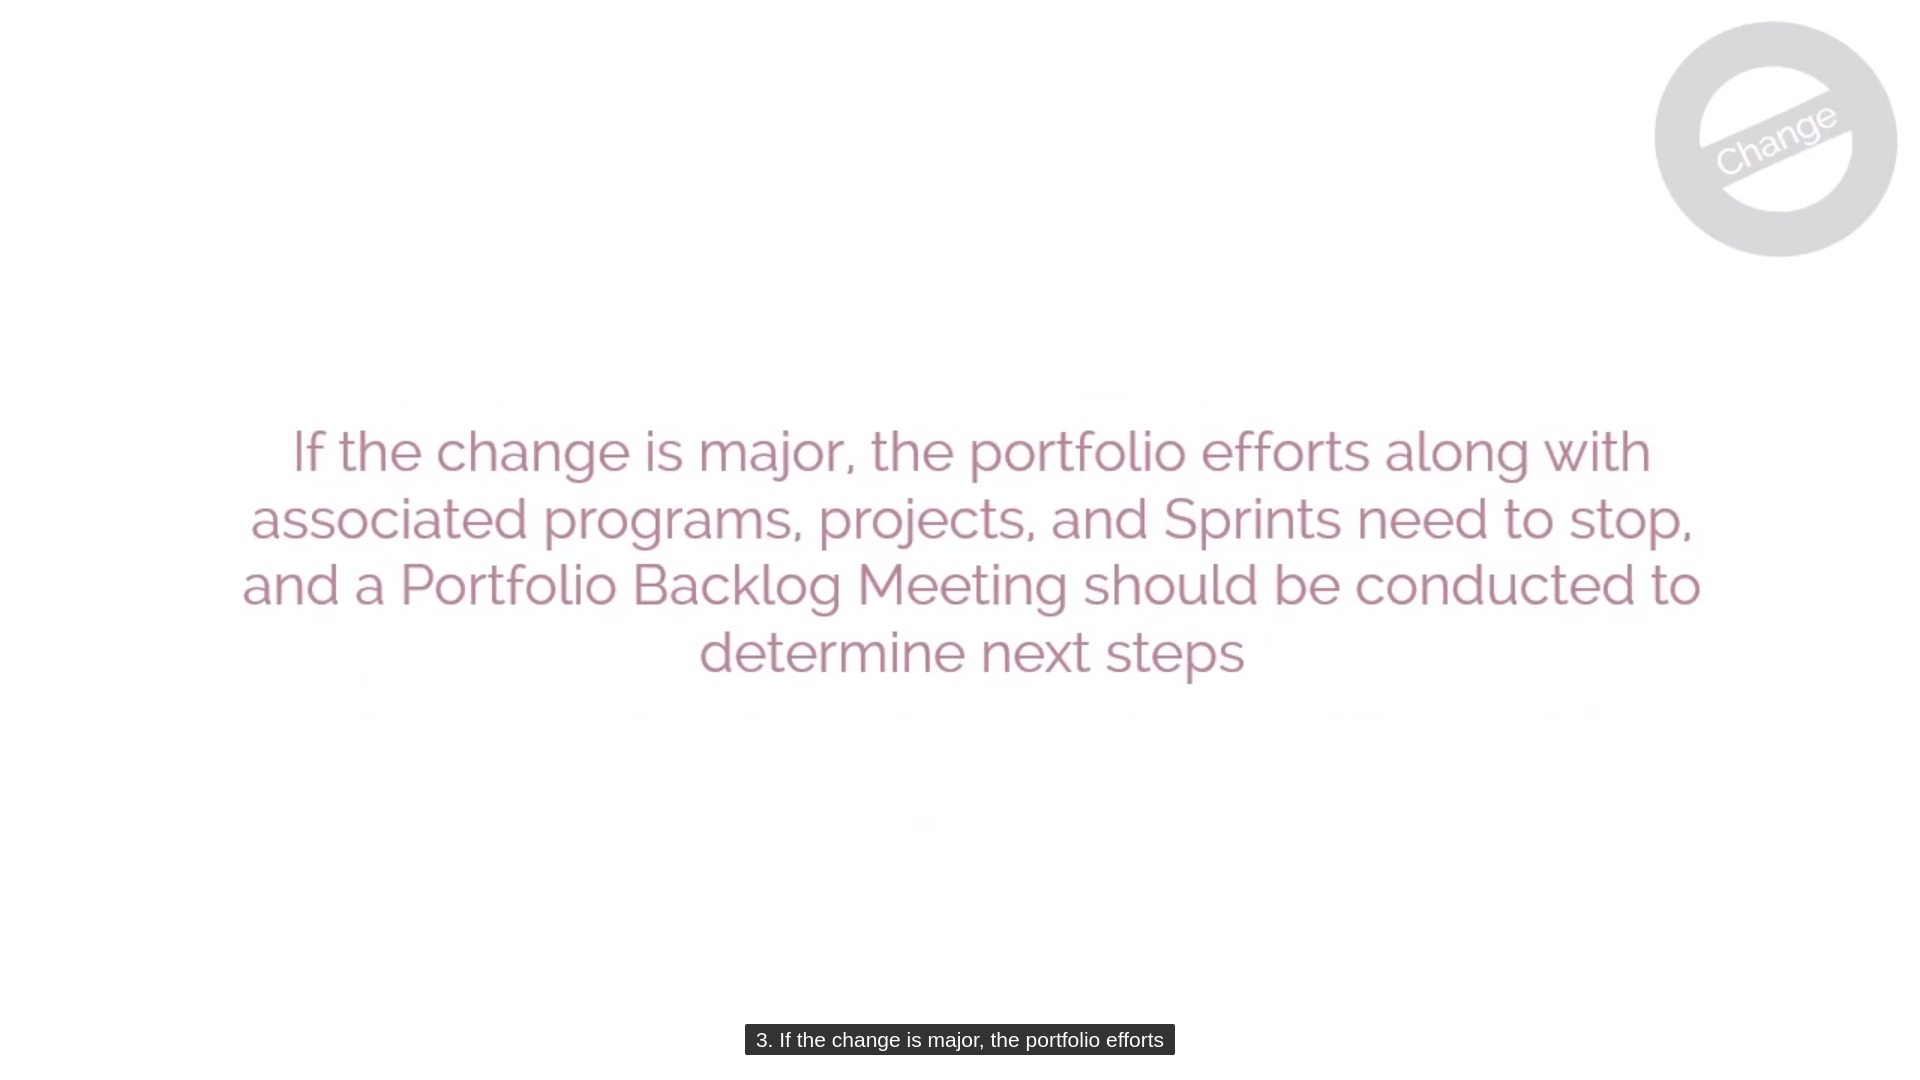 Change
If the change is major, the portfolio efforts along with
associated programs, projects, and Sprints need to stop,
and a Portfolio Backlog Meeting should be conducted to
determine next steps
3. If the change is major, the portfolio efforts